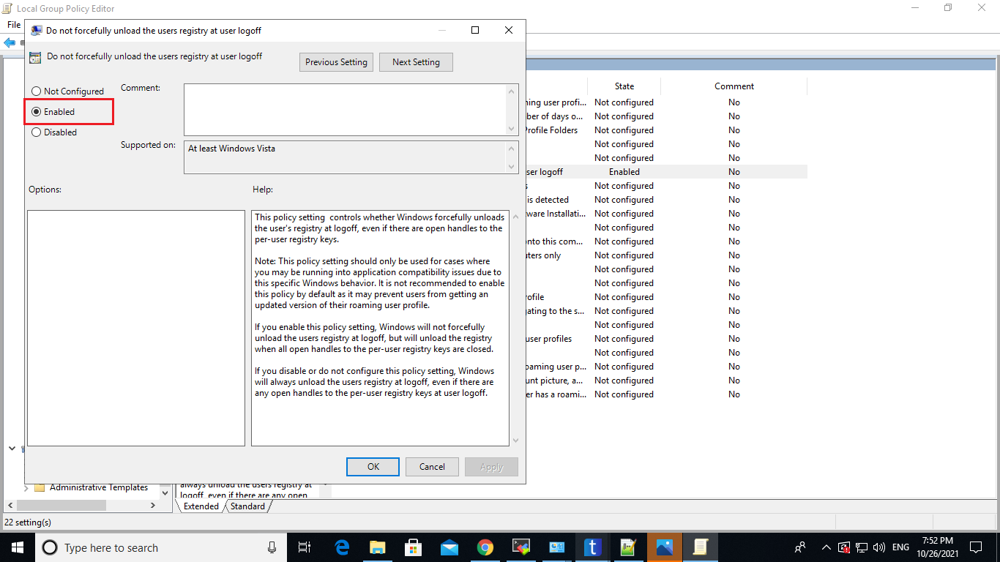 Local Group Policy Editor
File
Do not forcefully unload the users registry at user logoff
Do not forcefully unload the users registry at user logoff
Previous Setting
Next Setting
Not Configured
Enabled
Disabled
Comment:
Supported on:
At least Windows Vista
Options:
Help:
This policy setting  controls whether Windows forcefully unloads
the user's registry at logoff, even if there are open handles to the
per-user registry keys.
Note: This policy setting should only be used for cases where
you may be running into application compatibility issues due to
this specific Windows behavior. It is not recommended to enable
this policy by default as it may prevent users from getting an
updated version of their roaming user profile.
If you enable this policy setting, Windows will not forcefully
unload the users registry at logoff, but will unload the registry
when all open handles to the per-user registry keys are closed.
If you disable or do not configure this policy setting, Windows
will always unload the users registry at logoff, even if there are
any open handles to the per-user registry keys at user logoff.
OK
Cancel
Apply
State Comment
ning user profi... Not configured No
ber of days o... Not configured No
Profile Folders Not configured No
Not configured No
Not configured No
ser logoff Enabled No
s Not configured No
is detected Not configured No
ware Installati... Not configured No
Not configured No
onto this com... Not configured No
uters only Not configured No
Not configured No
Not configured No
ofile Not configured No
gating to the s... Not configured No
Not configured No
user profiles Not configured No
Not configured No
oaming user p... Not configured No
unt picture, a... Not configured No
er has a roami... Not configured No
Administrative Templates
always unload the users registry at
logoff, even if there are any open
Extended
Standard
22 setting(s)
Type here to search
ENG
7:52 PM
10/26/2021